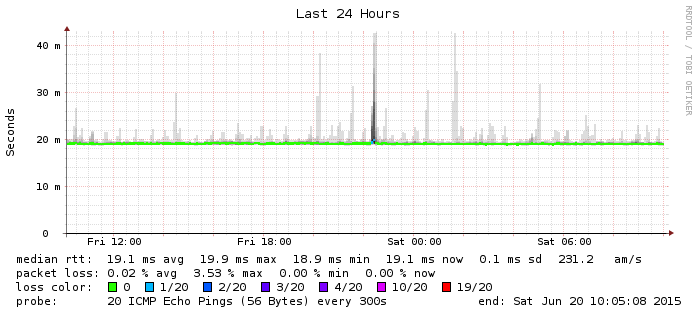 Last 24 Hours
RRDTOOL / TOBI OETIKER
Seconds
40 m
30 m
20 m
10 m
0
Fri 12:00 Fri 18:00 Sat 00:00 Sat 06:00
median rtt: 19.1 ms avg 19.9 ms max 18.9 ms min 19.1 ms now 0.1 ms sd 231.2 am/s
packet loss: 0.02 % avg 3.53 % max 0.00 % min 0.00 % now
loss color: 0 1/20 2/20 3/20 4/20 10/20 19/20
probe: 20 ICMP Echo Pings (56 Bytes) every 300s end: Sat Jun 20 10:05:08 2015